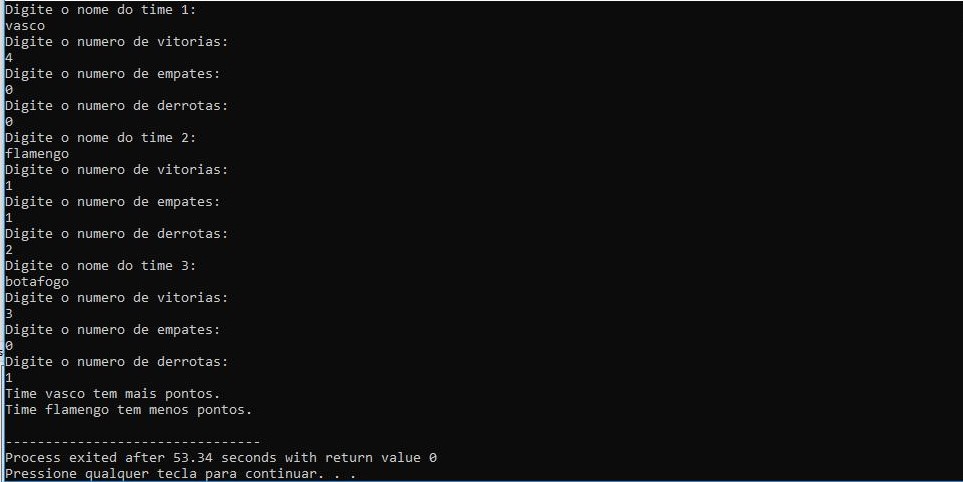 Digite o nome do time 1:
vasco
Digite o numero de vitorias:
4
Digite o numero de empates:
0
Digite o numero de derrotas:
0
Digite o nome do time 2:
flamengo
Digite o numero de vitorias:
1
Digite o numero de empates:
1
Digite o numero de derrotas:
2
Digite o nome do time 3:
botafogo
Digite o numero de vitorias:
3
Digite o numero de empates:
0
Digite o numero de derrotas:
1
Time vasco tem mais pontos.
Time flamengo tem menos pontos.
--------------------------------
Process exited after 53.34 seconds with return value 0
Pressione qualquer tecla para continuar. . .